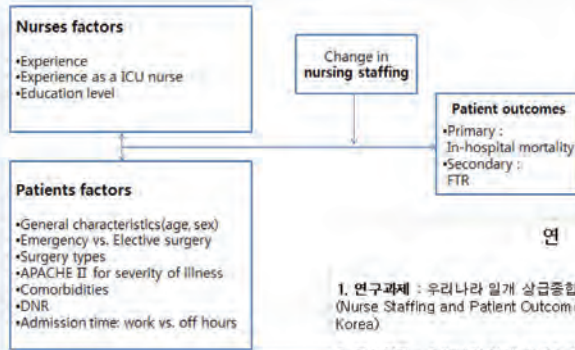 Nurses factors
•Experience
•Experience as a ICU nurse
•Education level
Change in
nursing staffing
Patient outcomes
•Primary :
In-hospital mortality
•Secondary :
FTR
Patients factors
•General characteristics(age, sex)
•Emergency vs. Elective surgery
•Surgery types
•APACHE II for severity of illness
•Comorbidities
•DNR
•Admission time: work vs. off hours
연
1. 연구과제 : 우리나라 일개 상급종합
(Nurse Staffing and Patient Outcom
Korea)